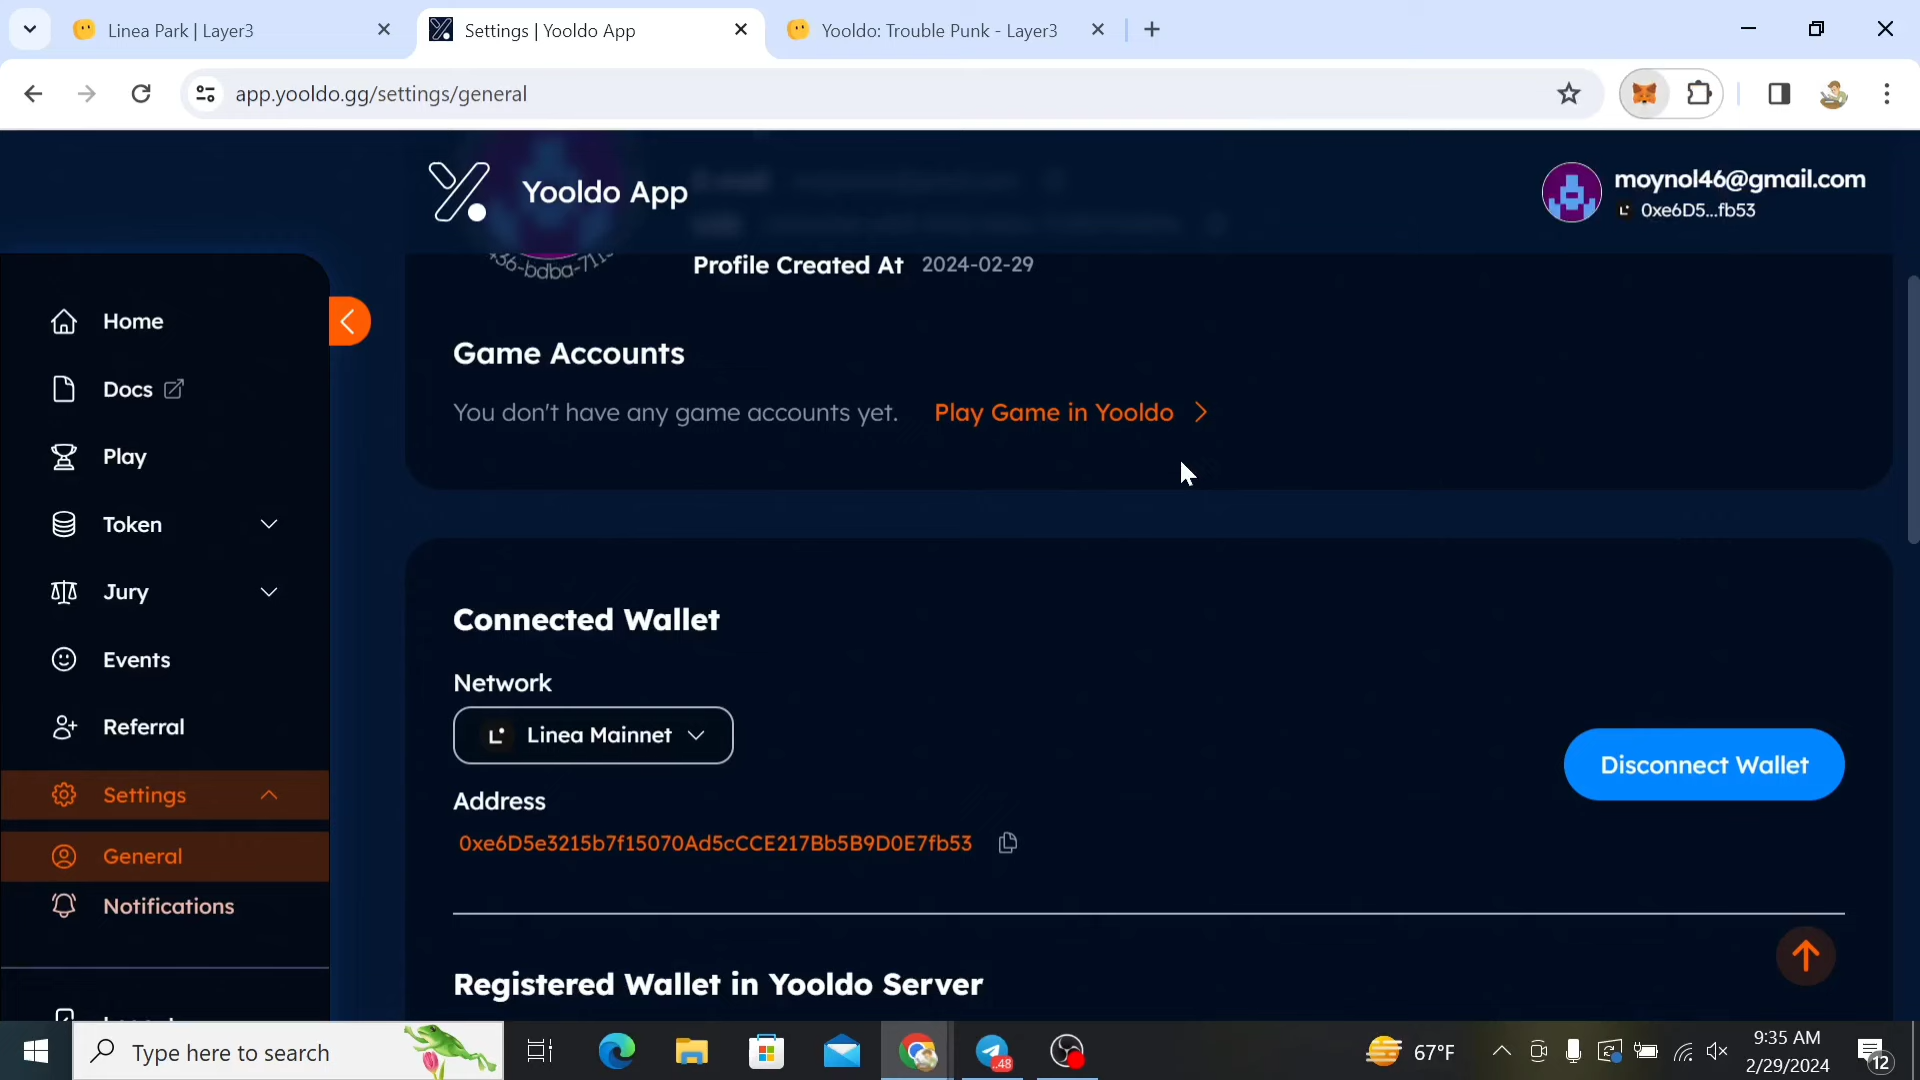 Linea Park | Layer3
Settings | Yooldo App
Yooldo: Trouble Punk - Layer3
app.yooldo.gg/settings/general
Yooldo App
moynol46@gmail.com
0xe6D5...fb53
Profile Created At 2024-02-29
Home
Docs
Play
Token
Jury
Events
Referral
Settings
General
Notifications
Game Accounts
You don't have any game accounts yet. Play Game in Yooldo
Connected Wallet
Network
Linea Mainnet
Disconnect Wallet
Address
0xe6D5e3215b7f15070Ad5cCCE217Bb5B9D0E7fb53
Registered Wallet in Yooldo Server
Type here to search
..48
67°F
9:35 AM
2/29/2024
12